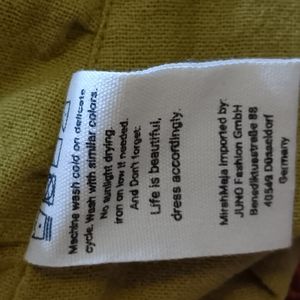 Machine wash cold on delicate
cycle. Wash with similar colors.
No sunlight drying.
Iron on low if needed.
And Don't forget:
Life is beautiful,
dress accordingly.
MirahMaja imported by:
JUNO Fashion GmbH
Benediktusstraße 88
40549 Düsseldorf
Germany